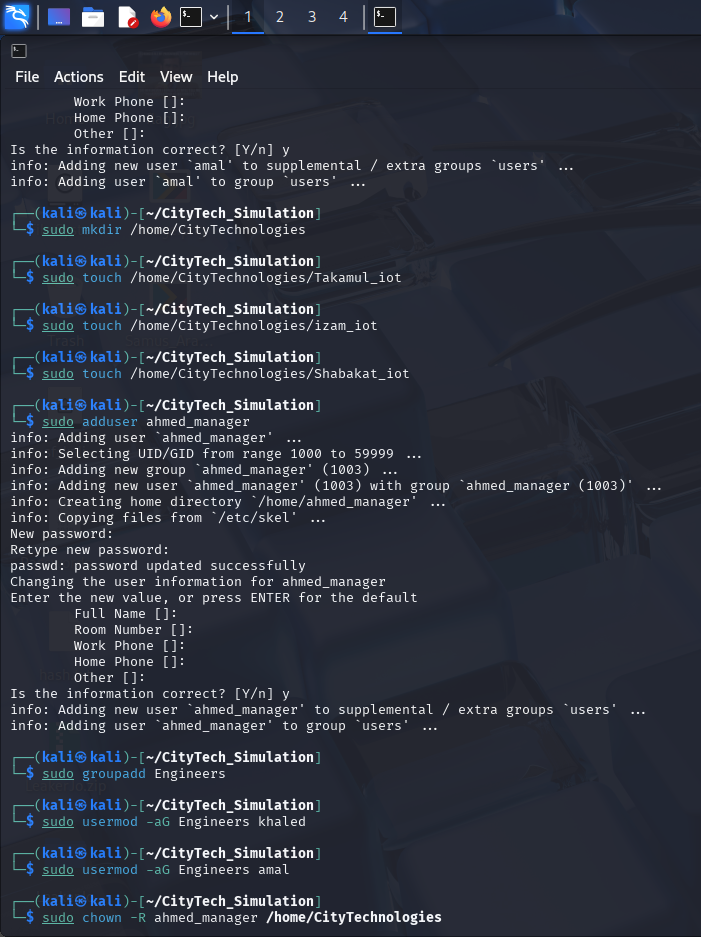 1 2 3 4
File Actions Edit View Help
Work Phone []:
Home Phone []:
Other []:
Is the information correct? [Y/n] y
info: Adding new user `amal' to supplemental / extra groups `users' ...
info: Adding user `amal' to group `users' ...
┌──(kali㉿kali)-[~/CityTech_Simulation]
└─$ sudo mkdir /home/CityTechnologies
┌──(kali㉿kali)-[~/CityTech_Simulation]
└─$ sudo touch /home/CityTechnologies/Takamul_iot
┌──(kali㉿kali)-[~/CityTech_Simulation]
└─$ sudo touch /home/CityTechnologies/izam_iot
┌──(kali㉿kali)-[~/CityTech_Simulation]
└─$ sudo touch /home/CityTechnologies/Shabakat_iot
┌──(kali㉿kali)-[~/CityTech_Simulation]
└─$ sudo adduser ahmed_manager
info: Adding user `ahmed_manager' ...
info: Selecting UID/GID from range 1000 to 59999 ...
info: Adding new group `ahmed_manager' (1003) ...
info: Adding new user `ahmed_manager' (1003) with group `ahmed_manager (1003)' ...
info: Creating home directory `/home/ahmed_manager' ...
info: Copying files from `/etc/skel' ...
New password:
Retype new password:
passwd: password updated successfully
Changing the user information for ahmed_manager
Enter the new value, or press ENTER for the default
Full Name []:
Room Number []:
Work Phone []:
Home Phone []:
Other []:
Is the information correct? [Y/n] y
info: Adding new user `ahmed_manager' to supplemental / extra groups `users' ...
info: Adding user `ahmed_manager' to group `users' ...
┌──(kali㉿kali)-[~/CityTech_Simulation]
└─$ sudo groupadd Engineers
┌──(kali㉿kali)-[~/CityTech_Simulation]
└─$ sudo usermod -aG Engineers khaled
┌──(kali㉿kali)-[~/CityTech_Simulation]
└─$ sudo usermod -aG Engineers amal
┌──(kali㉿kali)-[~/CityTech_Simulation]
└─$ sudo chown -R ahmed_manager /home/CityTechnologies